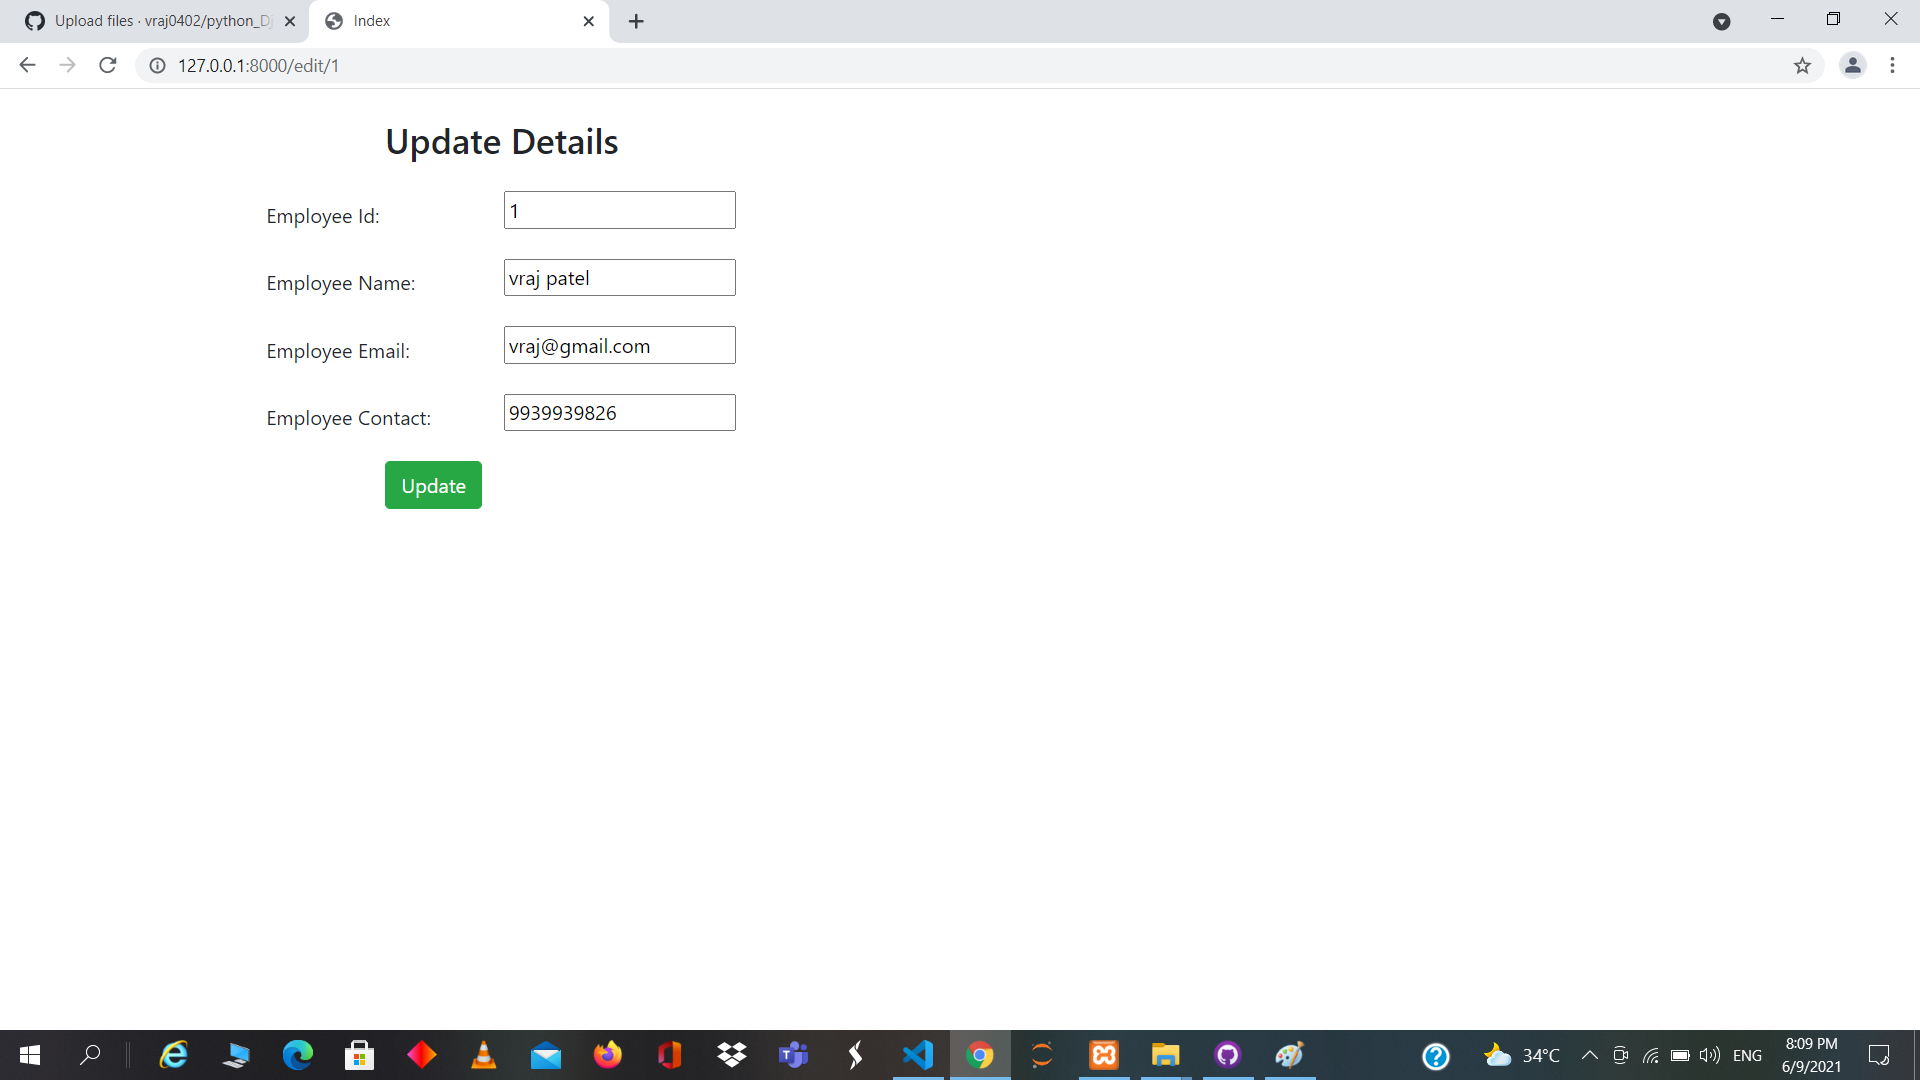 Upload files · vraj0402/python_Dj
Index
127.0.0.1:8000/edit/1
Update Details
Employee Id:
1
Employee Name:
vraj patel
Employee Email:
vraj@gmail.com
Employee Contact:
9939939826
Update
34°C
ENG
8:09 PM
6/9/2021